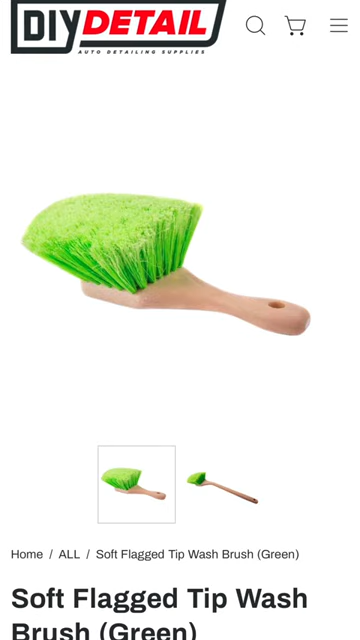 DIY DETAIL
AUTO DETAILING SUPPLIES
Home / ALL / Soft Flagged Tip Wash Brush (Green)
Soft Flagged Tip Wash
Brush (Green)